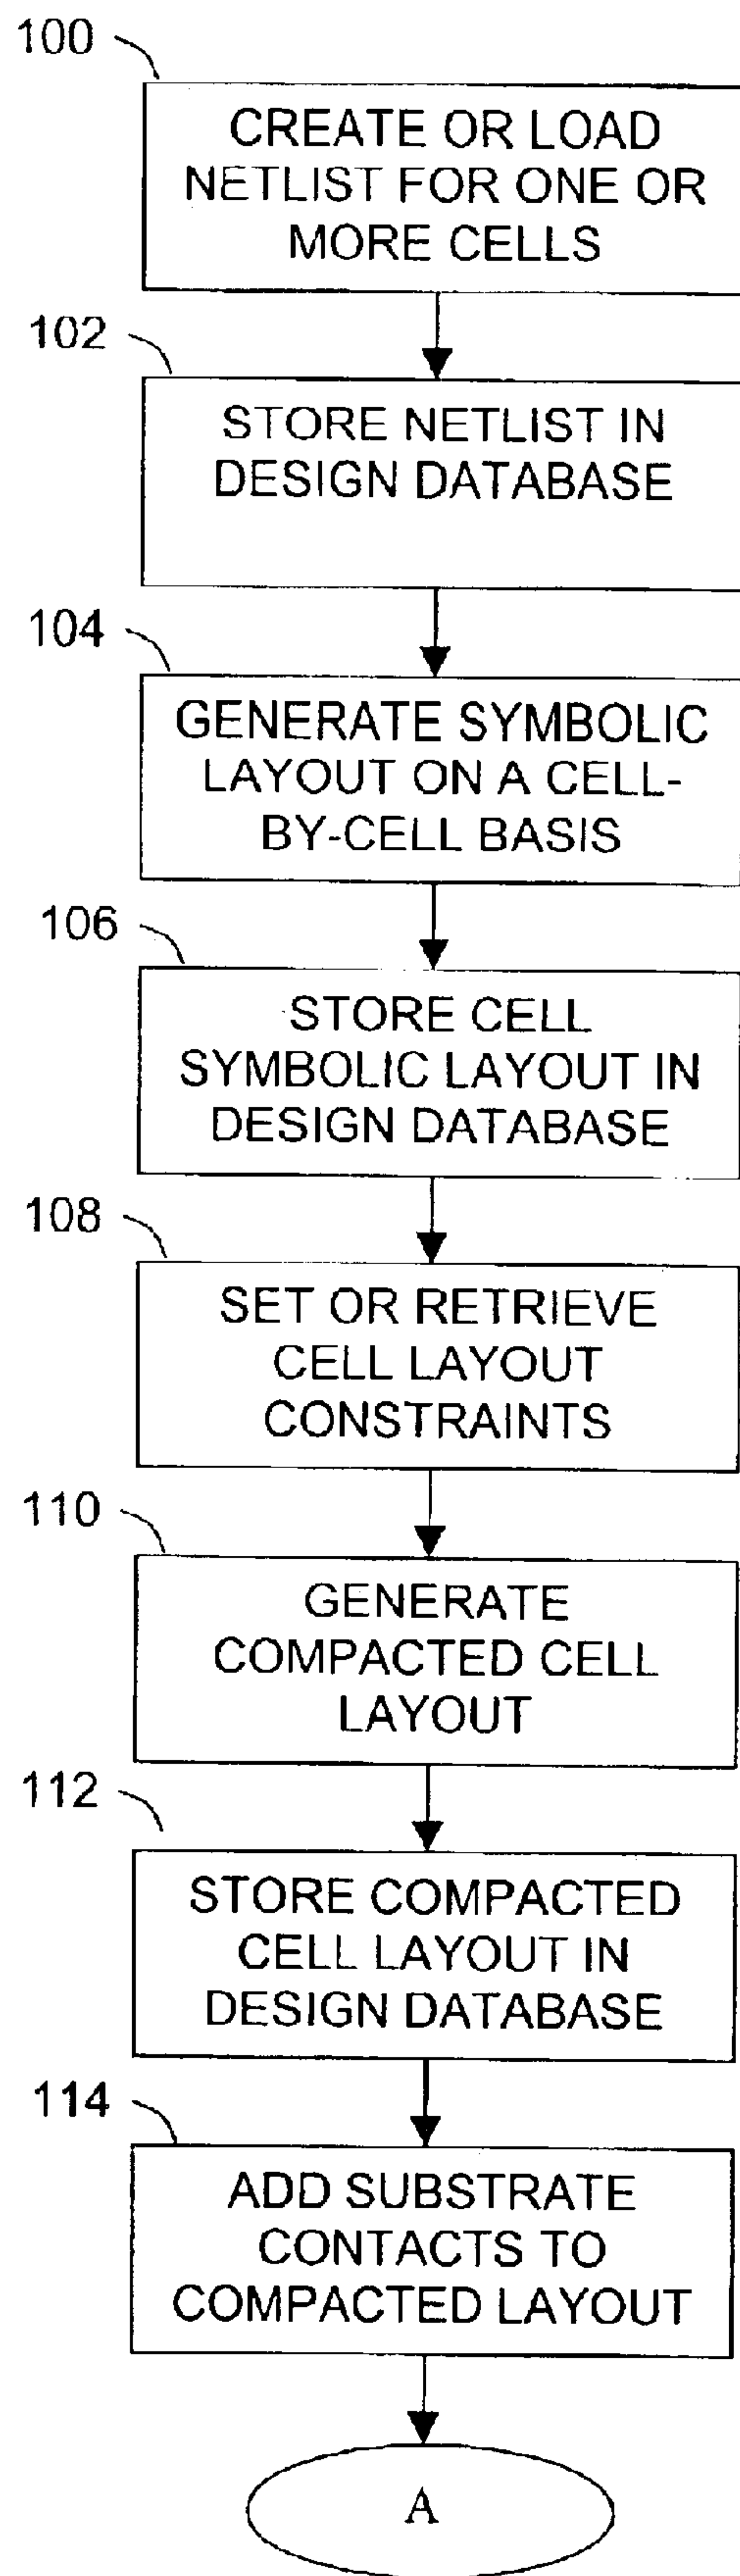 100
CREATE OR LOAD
NETLIST FOR ONE OR
MORE CELLS
102
STORE NETLIST IN
DESIGN DATABASE
104
GENERATE SYMBOLIC
LAYOUT ON A CELL-
BY-CELL BASIS
106
STORE CELL
SYMBOLIC LAYOUT IN
DESIGN DATABASE
108
SET OR RETRIEVE
CELL LAYOUT
CONSTRAINTS
110
GENERATE
COMPACTED CELL
LAYOUT
112
STORE COMPACTED
CELL LAYOUT IN
DESIGN DATABASE
114
ADD SUBSTRATE
CONTACTS TO
COMPACTED LAYOUT
A